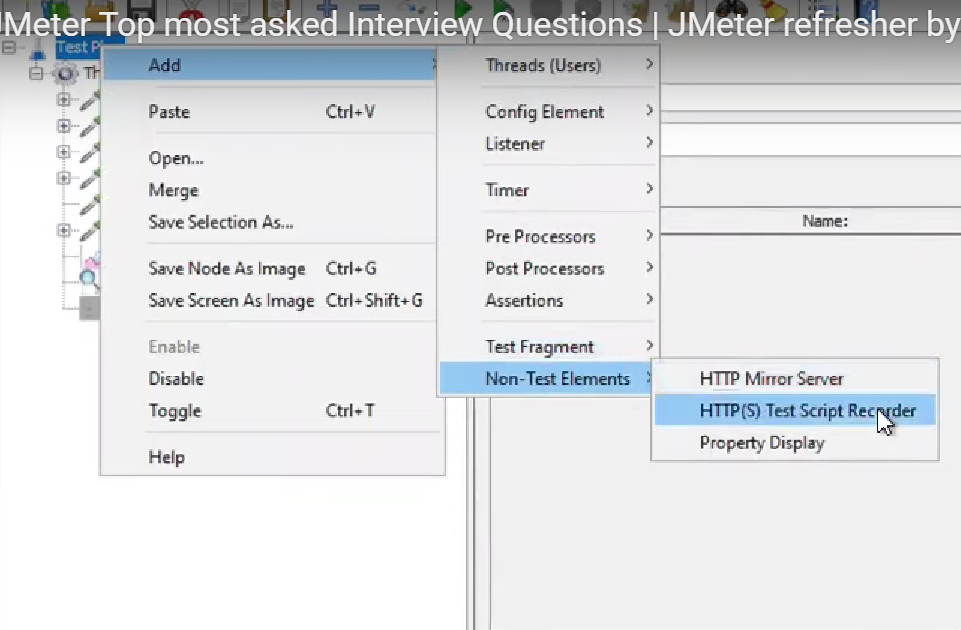 JMeter Top most asked Interview Questions | JMeter refresher by
Test Pl
Th
Add
Paste Ctrl+V
Open...
Merge
Save Selection As...
Save Node As Image Ctrl+G
Save Screen As Image Ctrl+Shift+G
Enable
Disable
Toggle Ctrl+T
Help
Threads (Users)
Config Element
Listener
Timer
Pre Processors
Post Processors
Assertions
Test Fragment
Non-Test Elements
HTTP Mirror Server
HTTP(S) Test Script Recorder
Property Display
Name: